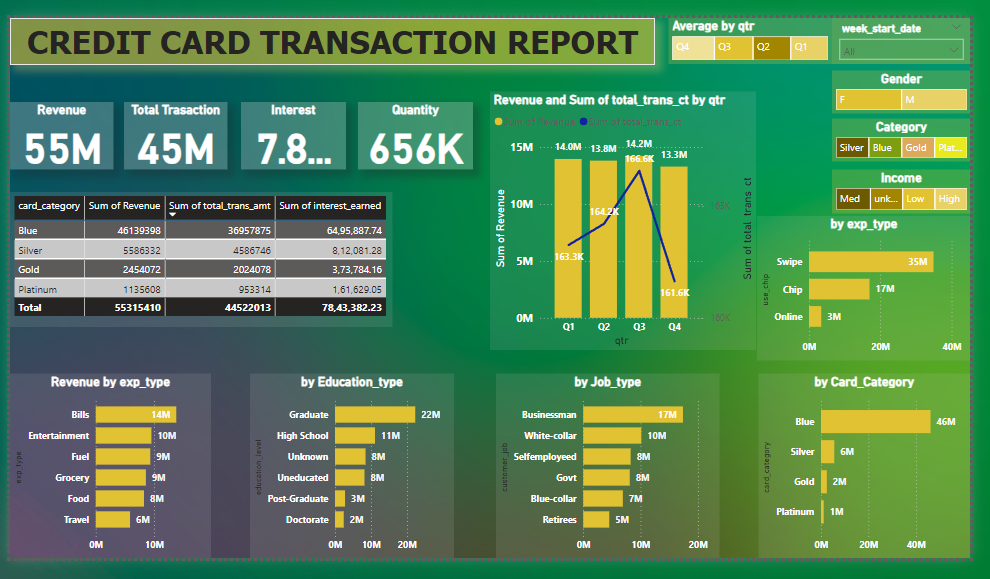 CREDIT CARD TRANSACTION REPORT
Average by qtr
Q4 Q3 Q2 Q1
week_start_date
All
Gender
F M
Category
Silver Blue Gold Plat...
Income
Med unk... Low High
Revenue
55M
Total Trasaction
45M
Interest
7.8...
Quantity
656K
card_category Sum of Revenue Sum of total_trans_amt Sum of interest_earned
Blue 46139398 36957875 64,95,887.74
Silver 5586332 4586746 8,12,081.28
Gold 2454072 2024078 3,73,784.16
Platinum 1135608 953314 1,61,629.05
Total 55315410 44522013 78,43,382.23
Revenue and Sum of total_trans_ct by qtr
Sum of Revenue Sum of total_trans_ct
Sum of Revenue
15M
10M
5M
0M
14.0M 13.8M 14.2M 13.3M
163.3K 164.2K 166.6K 161.6K
Q1 Q2 Q3 Q4
qtr
165K
160K
Sum of total_trans_ct
by exp_type
use_chip
Swipe 35M
Chip 17M
Online 3M
0M 20M 40M
Revenue by exp_type
exp_type
Bills 14M
Entertainment 10M
Fuel 9M
Grocery 9M
Food 8M
Travel 6M
0M 10M
by Education_type
education_level
Graduate 22M
High School 11M
Unknown 8M
Uneducated 8M
Post-Graduate 3M
Doctorate 2M
0M 10M 20M
by Job_type
customer_job
Businessman 17M
White-collar 10M
Selfemployeed 8M
Govt 8M
Blue-collar 7M
Retirees 5M
0M 10M 20M
by Card_Category
card_category
Blue 46M
Silver 6M
Gold 2M
Platinum 1M
0M 20M 40M